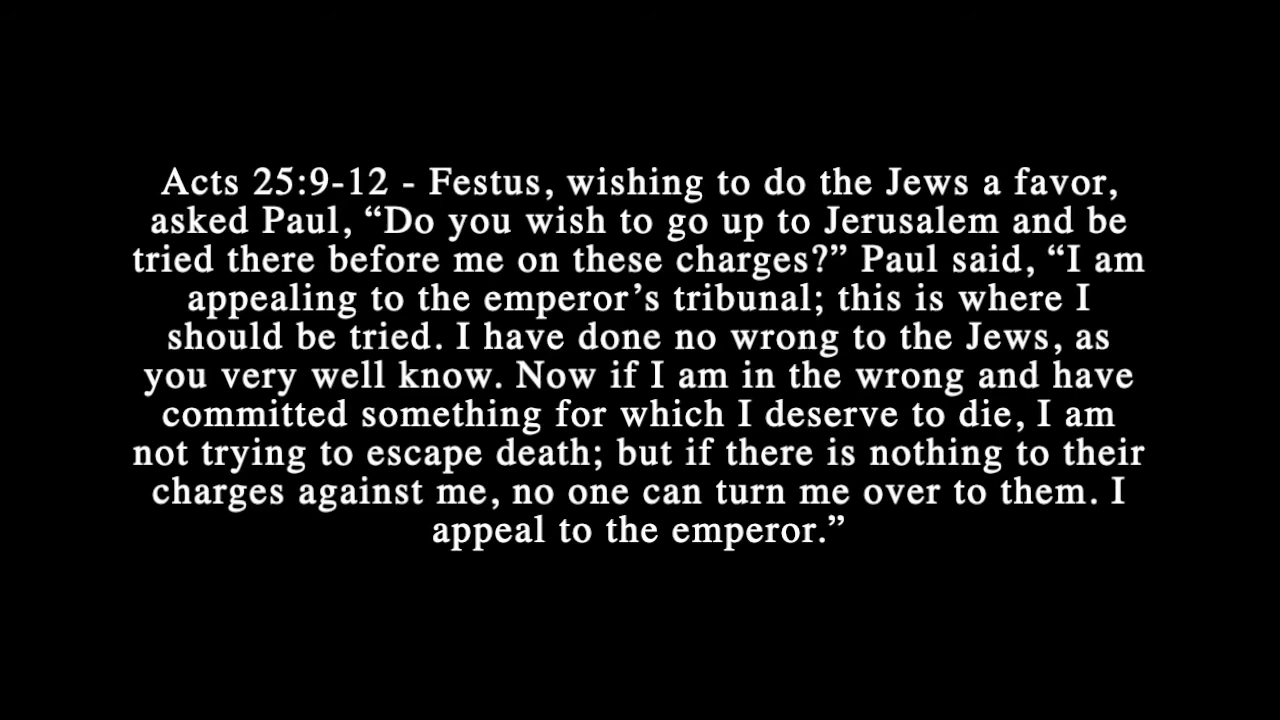 Acts 25:9-12 - Festus, wishing to do the Jews a favor,
asked Paul, “Do you wish to go up to Jerusalem and be
tried there before me on these charges?” Paul said, “I am
appealing to the emperor’s tribunal; this is where I
should be tried. I have done no wrong to the Jews, as
you very well know. Now if I am in the wrong and have
committed something for which I deserve to die, I am
not trying to escape death; but if there is nothing to their
charges against me, no one can turn me over to them. I
appeal to the emperor.”